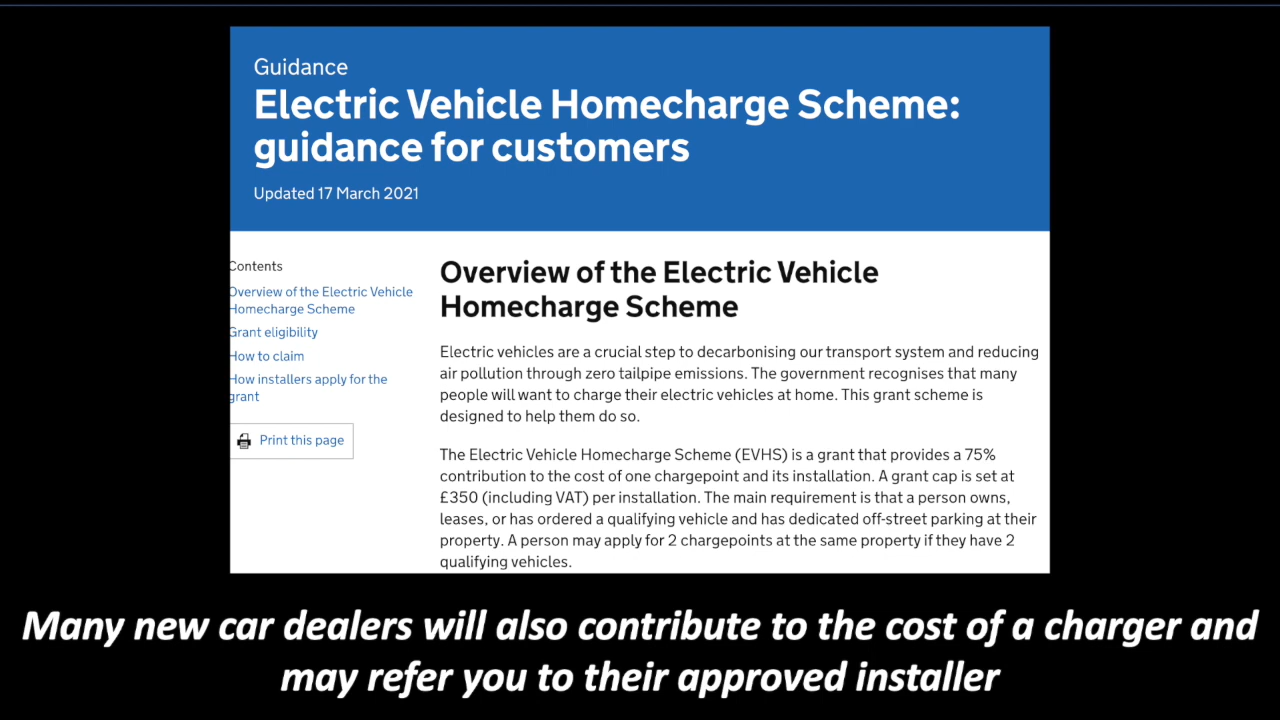 Guidance
Electric Vehicle Homecharge Scheme:
guidance for customers
Updated 17 March 2021
Contents
Overview of the Electric Vehicle
Homecharge Scheme
Grant eligibility
How to claim
How installers apply for the
grant
Print this page
Overview of the Electric Vehicle
Homecharge Scheme
Electric vehicles are a crucial step to decarbonising our transport system and reducing
air pollution through zero tailpipe emissions. The government recognises that many
people will want to charge their electric vehicles at home. This grant scheme is
designed to help them do so.
The Electric Vehicle Homecharge Scheme (EVHS) is a grant that provides a 75%
contribution to the cost of one chargepoint and its installation. A grant cap is set at
£350 (including VAT) per installation. The main requirement is that a person owns,
leases, or has ordered a qualifying vehicle and has dedicated off-street parking at their
property. A person may apply for 2 chargepoints at the same property if they have 2
qualifying vehicles.
Many new car dealers will also contribute to the cost of a charger and
may refer you to their approved installer